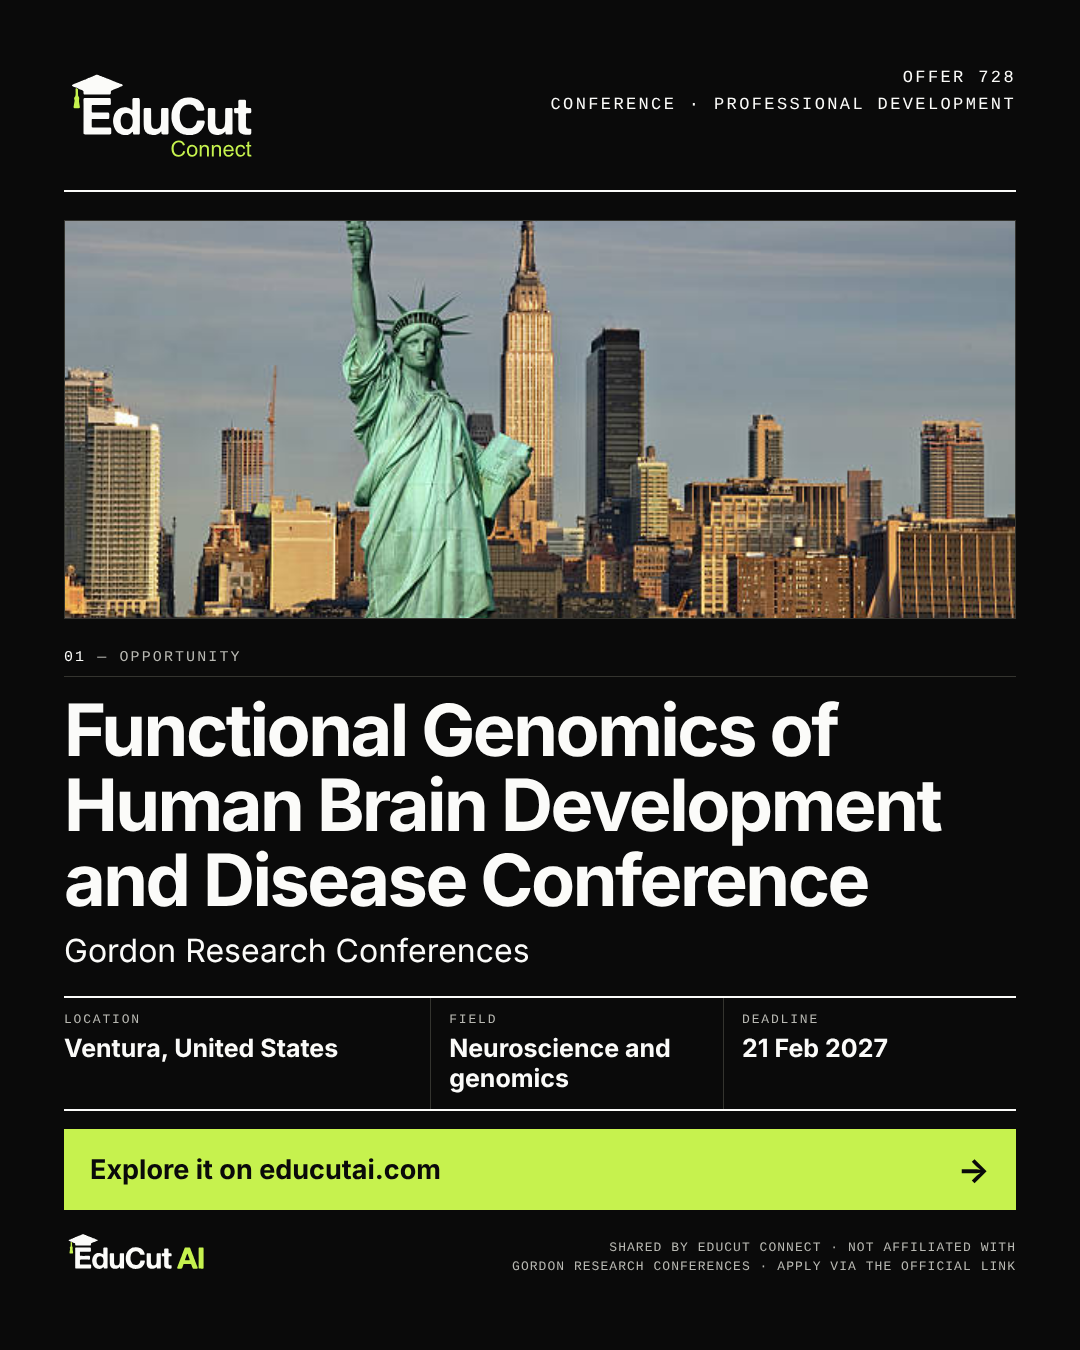 EduCut
Connect
OFFER 728
CONFERENCE · PROFESSIONAL DEVELOPMENT
01 — OPPORTUNITY
Functional Genomics of
Human Brain Development
and Disease Conference
Gordon Research Conferences
LOCATION
Ventura, United States
FIELD
Neuroscience and
genomics
DEADLINE
21 Feb 2027
Explore it on educutai.com →
EduCut AI
SHARED BY EDUCUT CONNECT · NOT AFFILIATED WITH
GORDON RESEARCH CONFERENCES · APPLY VIA THE OFFICIAL LINK